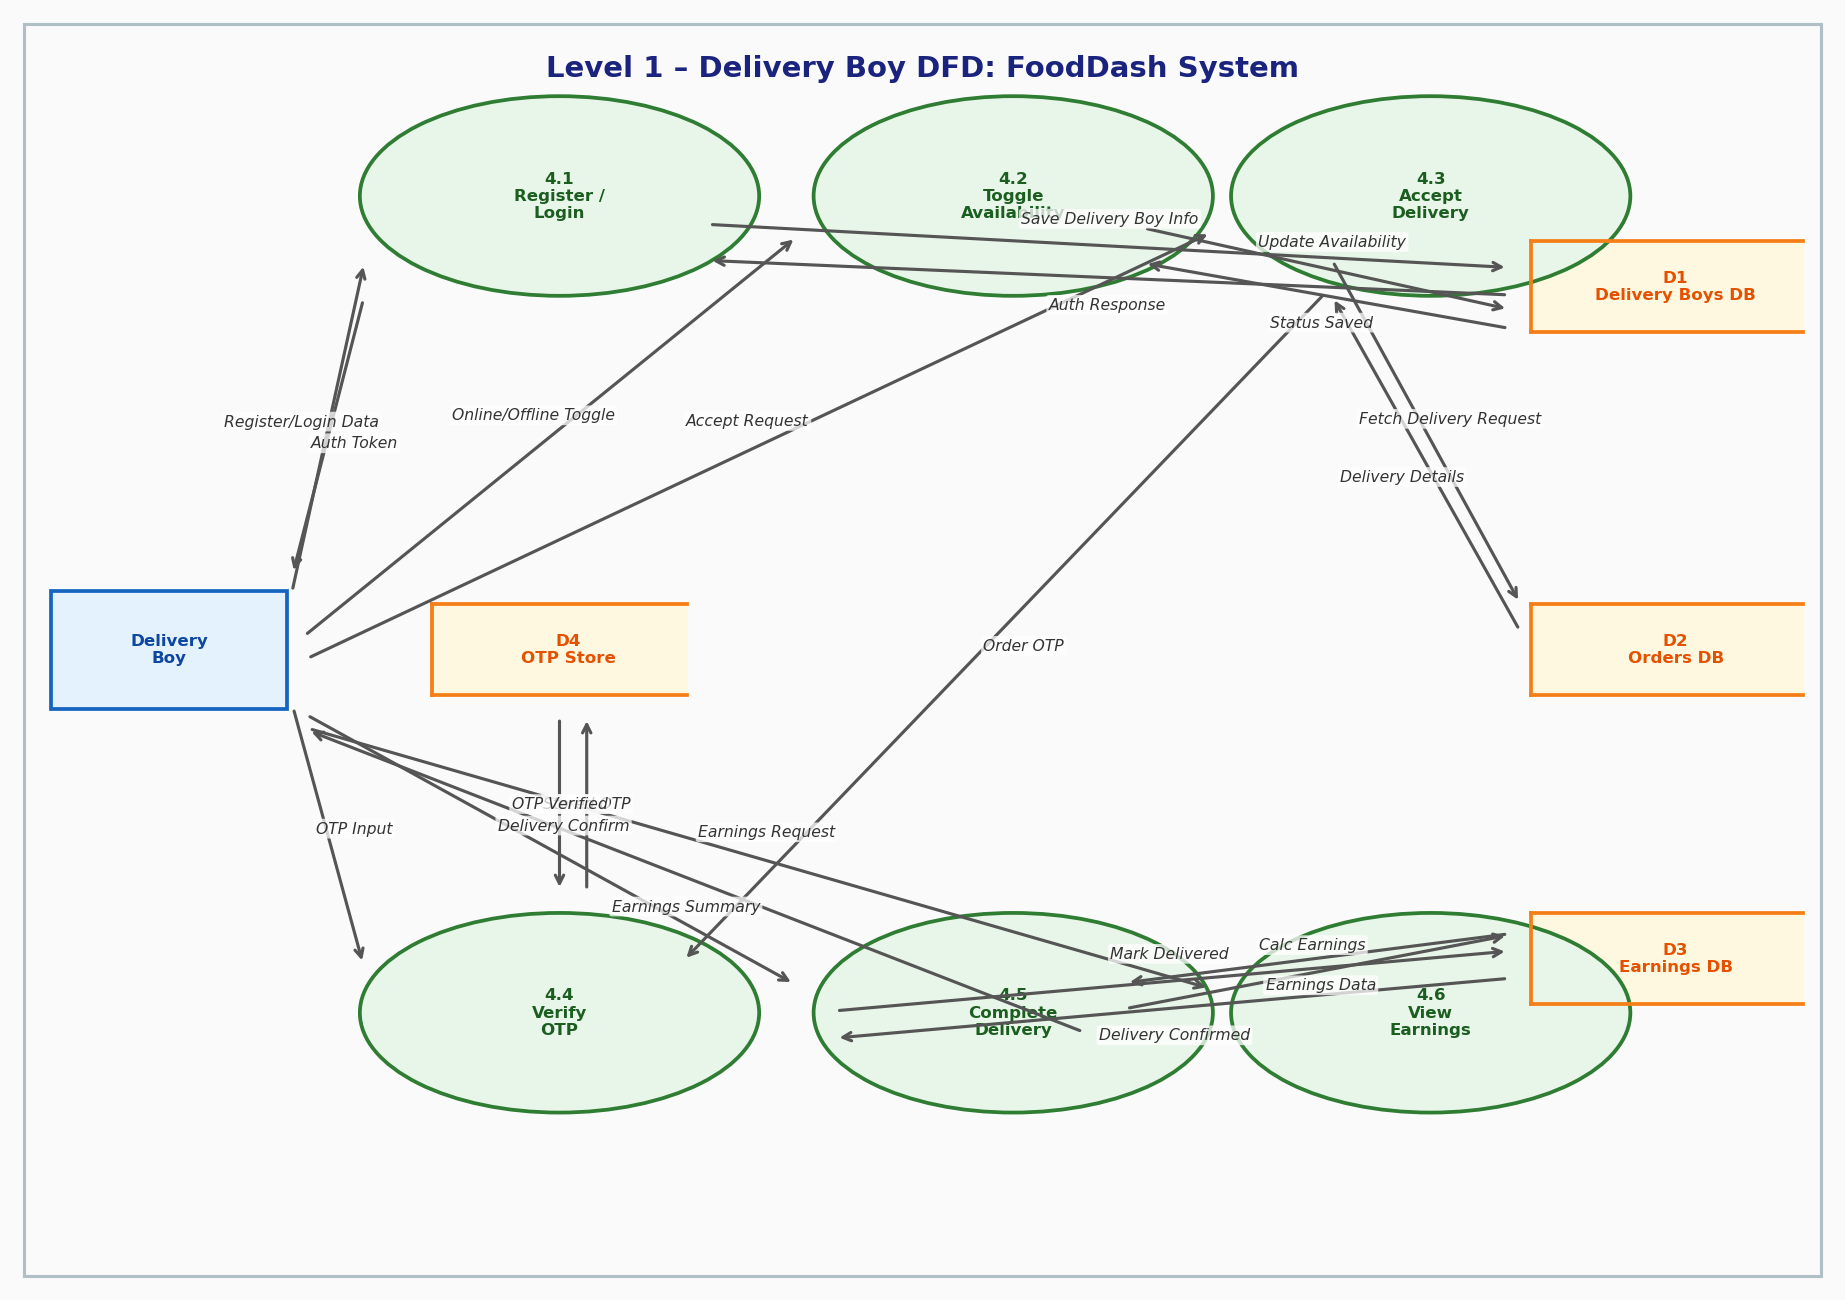 Level 1 – Delivery Boy DFD: FoodDash System
4.1
Register /
Login
4.2
Toggle
4.3
Accept
Delivery
Save Delivery Boy Info
Update Availability
D1
Delivery Boys DB
Auth Response
Status Saved
Register/Login Data
Auth Token
Online/Offline Toggle
Accept Request
Fetch Delivery Request
Delivery Details
Delivery
Boy
D4
OTP Store
Order OTP
D2
Orders DB
OTP Verified
OTP Input
Delivery Confirm
Earnings Request
Earnings Summary
Mark Delivered
Calc Earnings
D3
Earnings DB
Earnings Data
4.4
Verify
OTP
4.5
Complete
Delivery
4.6
View
Earnings
Delivery Confirmed